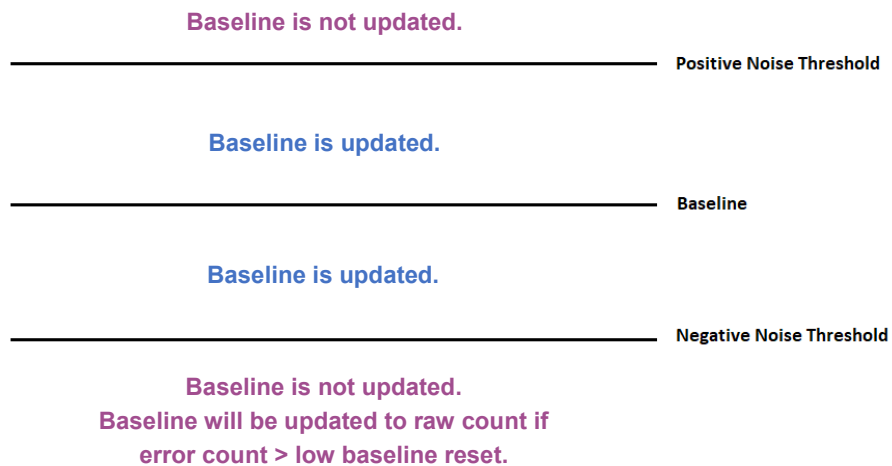 Baseline is not updated.
Positive Noise Threshold
Baseline is updated.
Baseline
Baseline is updated.
Negative Noise Threshold
Baseline is not updated.
Baseline will be updated to raw count if
error count > low baseline reset.